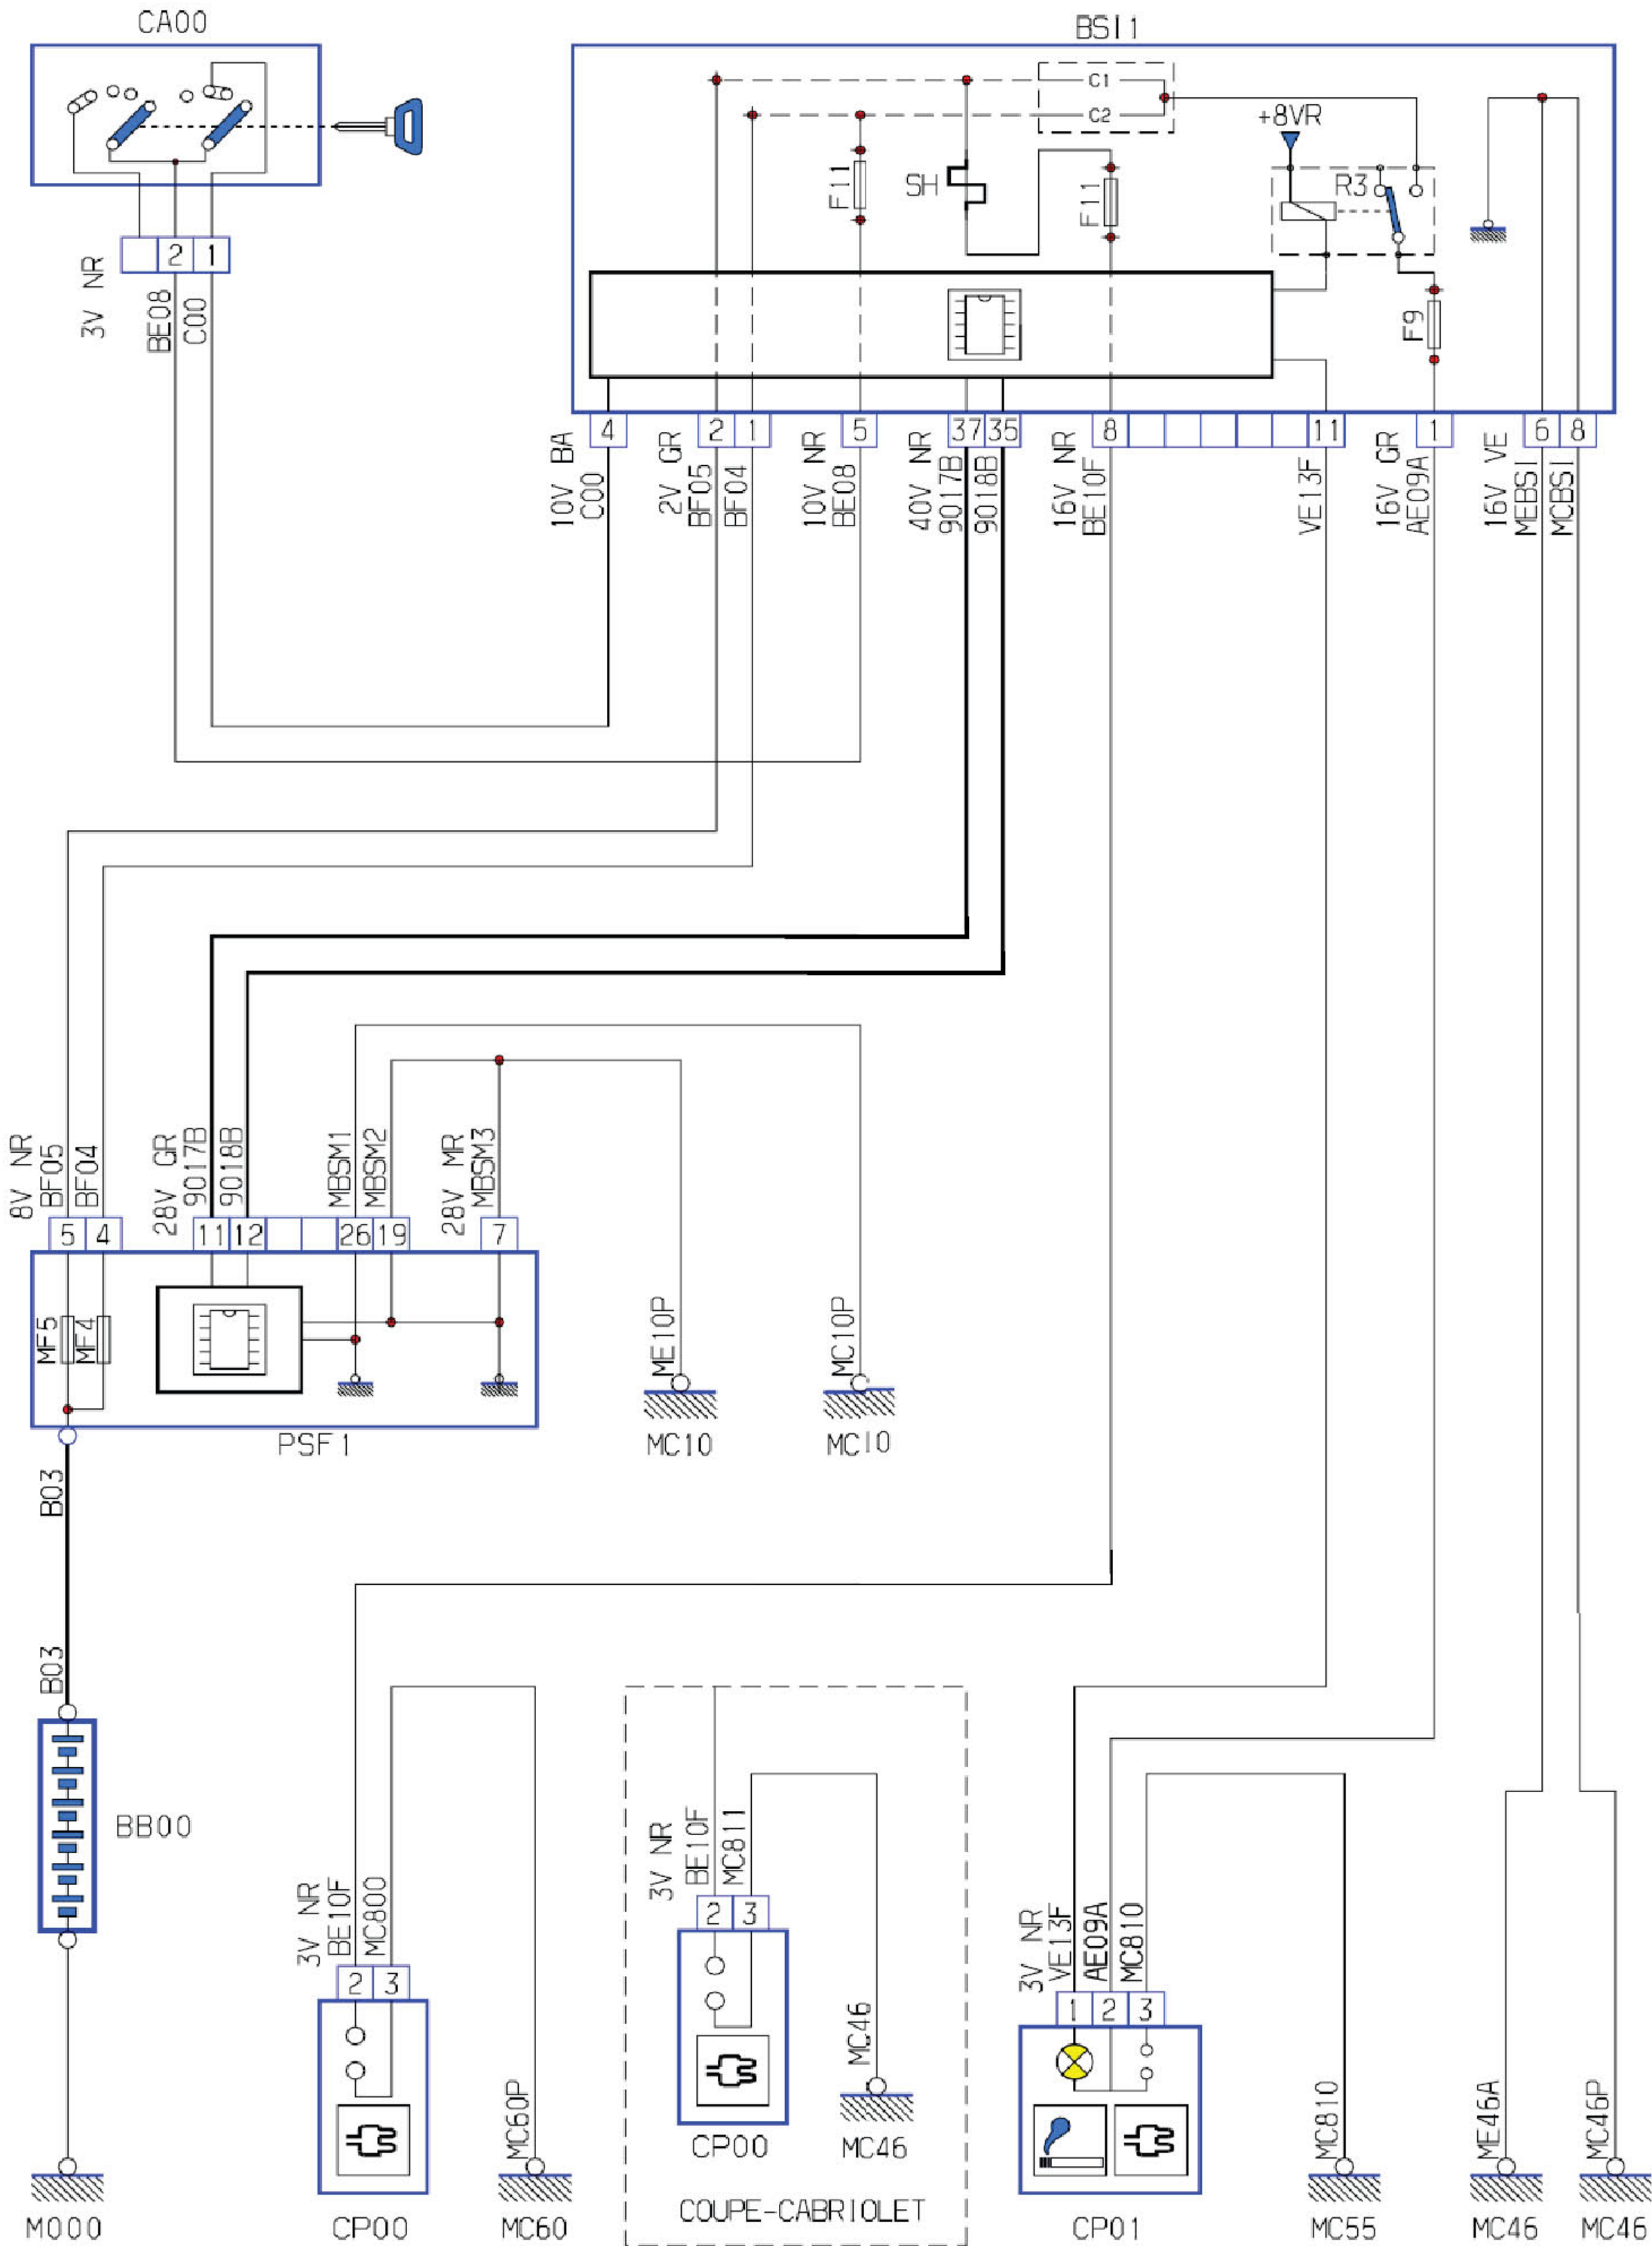 CA00
BSI1
C1
C2
+8VR
F11
SH
F11
R3
F9
3V NR
2
1
BE08
C00
4
2
1
5
37
35
8
11
1
6
8
10V BA
C00
2V GR
BF05
BF04
10V NR
BE08
40V NR
9017B
9018B
16V NR
BE10F
VE13F
16V GR
AE09A
16V VE
MEBSI
MCBSI
8V NR
BF05
BF04
28V GR
9017B
9018B
MBSM1
MBSM2
28V MR
MBSM3
5
4
11
12
26
19
7
MF5
MF4
PSF1
ME10P
MC10P
MC10
MC10
B03
B03
BB00
M000
3V NR
BE10F
MC800
2
3
CP00
MC60P
MC60
3V NR
BE10F
MC811
2
3
CP00
MC46
MC46
COUPE-CABRIOLET
3V NR
VE13F
AE09A
MC810
1
2
3
CP01
MC810
MC55
ME46A
MC46
MC46P
MC46